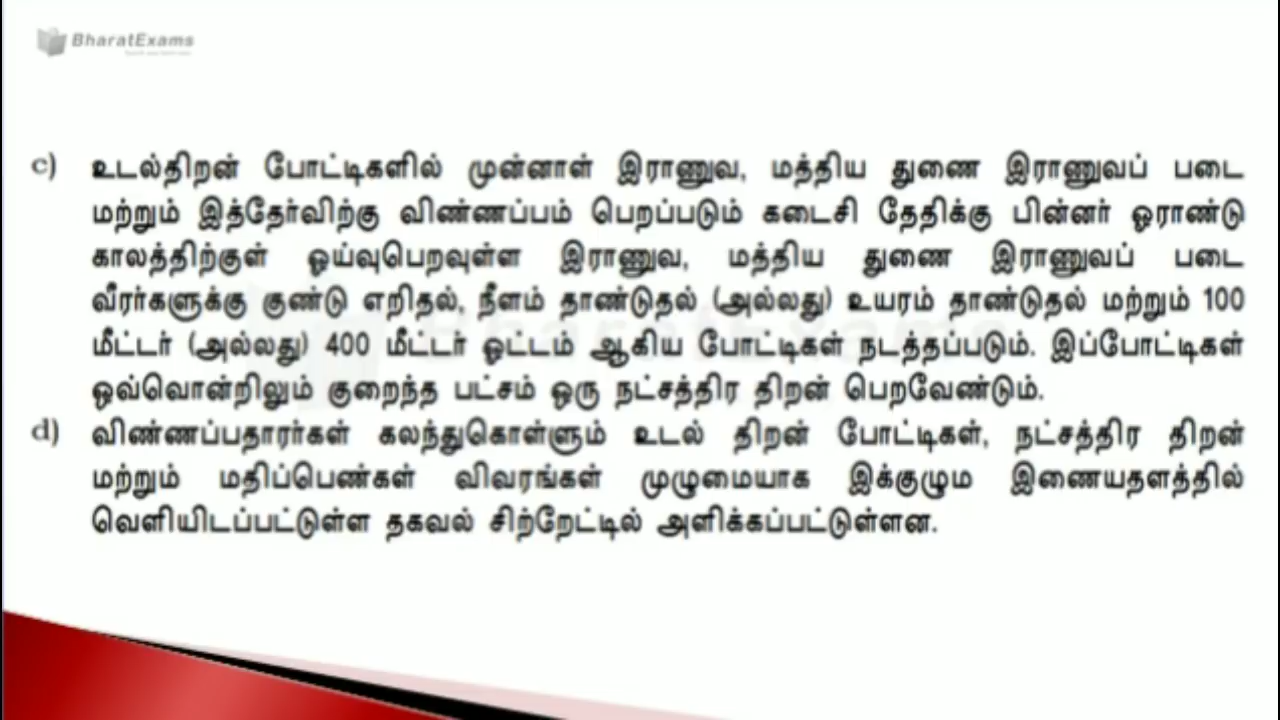 BharatExams
c) உடல்திறன் போட்டிகளில் முன்னாள் இராணுவ, மத்திய துணை இராணுவப் படை
மற்றும் இத்தேர்விற்கு விண்ணப்பம் பெறப்படும் கடைசி தேதிக்கு பின்னர் ஓராண்டு
காலத்திற்குள் ஓய்வுபெறவுள்ள இராணுவ, மத்திய துணை இராணுவப் படை
வீரர்களுக்கு குண்டு எறிதல், நீளம் தாண்டுதல் (அல்லது) உயரம் தாண்டுதல் மற்றும் 100
மீட்டர் (அல்லது) 400 மீட்டர் ஓட்டம் ஆகிய போட்டிகள் நடத்தப்படும். இப்போட்டிகள்
ஒவ்வொன்றிலும் குறைந்த பட்சம் ஒரு நட்சத்திர திறன் பெறவேண்டும்.
d) விண்ணப்பதாரர்கள் கலந்துகொள்ளும் உடல் திறன் போட்டிகள், நட்சத்திர திறன்
மற்றும் மதிப்பெண்கள் விவரங்கள் முழுமையாக இக்குழும இணையதளத்தில்
வெளியிடப்பட்டுள்ள தகவல் சிற்றேட்டில் அளிக்கப்பட்டுள்ளன.